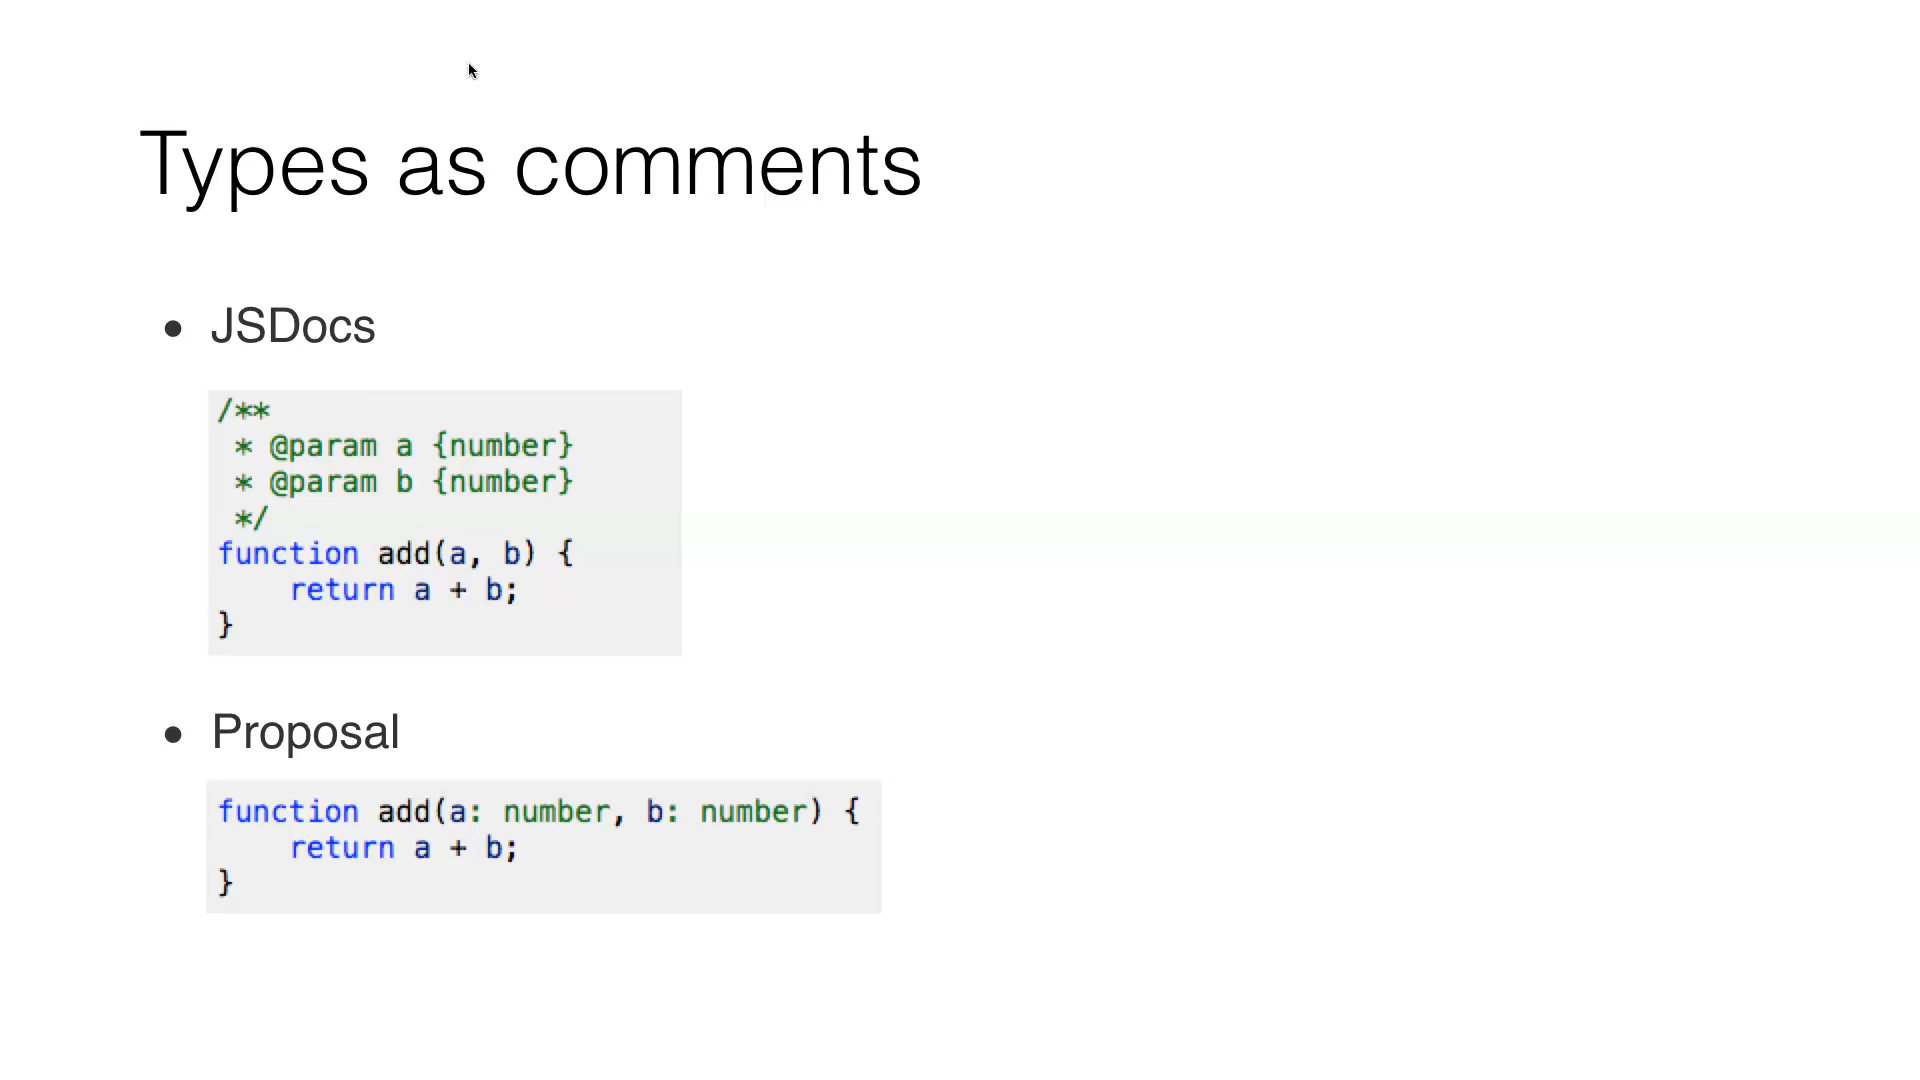 Types as comments
• JSDocs
/**
 * @param a {number}
 * @param b {number}
 */
function add(a, b) {
    return a + b;
}
• Proposal
function add(a: number, b: number) {
    return a + b;
}